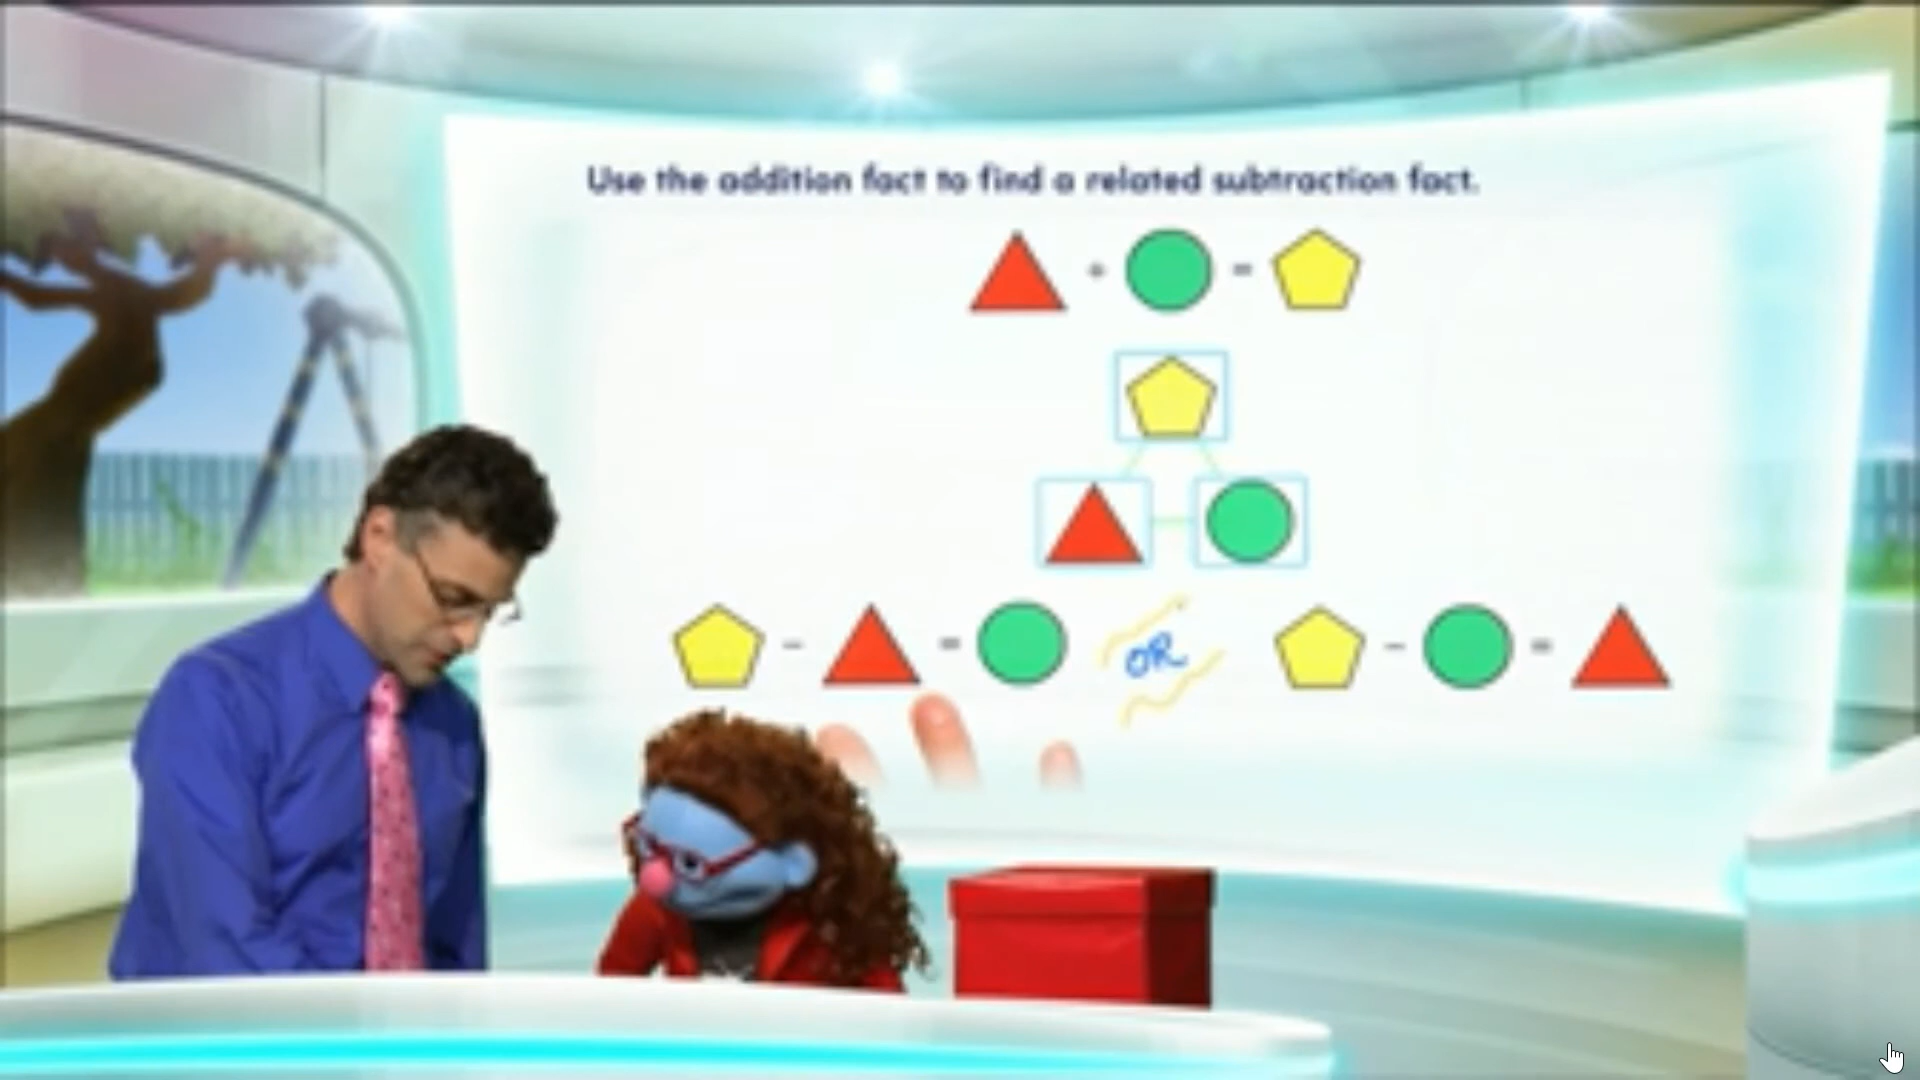 Use the addition fact to find a related subtraction fact.
+ =
- = OR - =